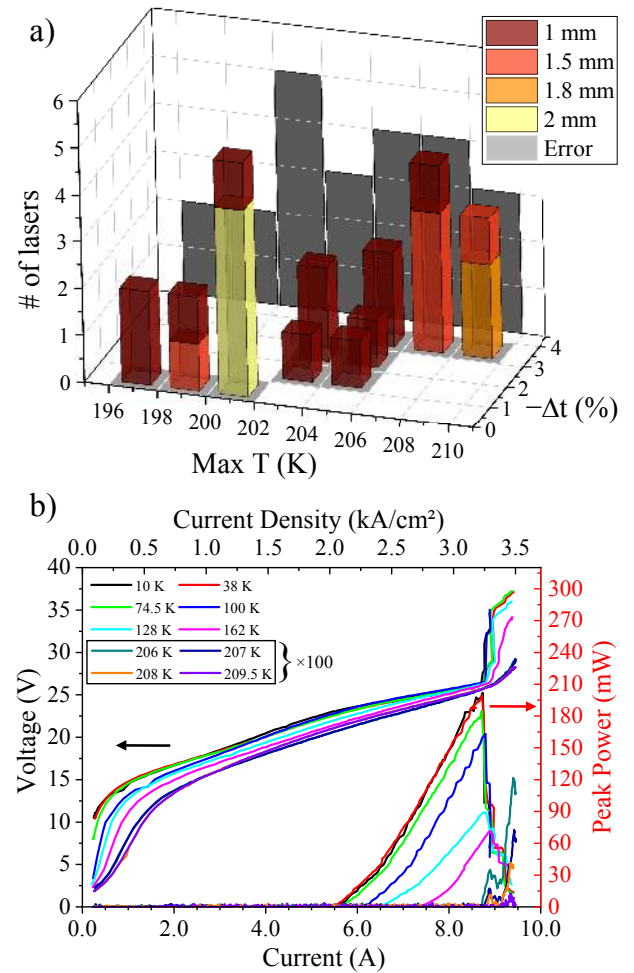 a)
1 mm
1.5 mm
1.8 mm
2 mm
Error
# of lasers
6
5
4
3
2
1
0
196 198 200 202 204 206 208 210
Max T (K)
0 1 2 3 4
−Δt (%)
b)
Current Density (kA/cm²)
0.0 0.5 1.0 1.5 2.0 2.5 3.0 3.5
10 K 38 K
74.5 K 100 K
128 K 162 K
206 K 207 K
208 K 209.5 K
} ×100
Voltage (V)
40
35
30
25
20
15
10
5
0
Peak Power (mW)
300
270
240
210
180
150
120
90
60
30
0
0.0 2.0 4.0 6.0 8.0 10.0
Current (A)